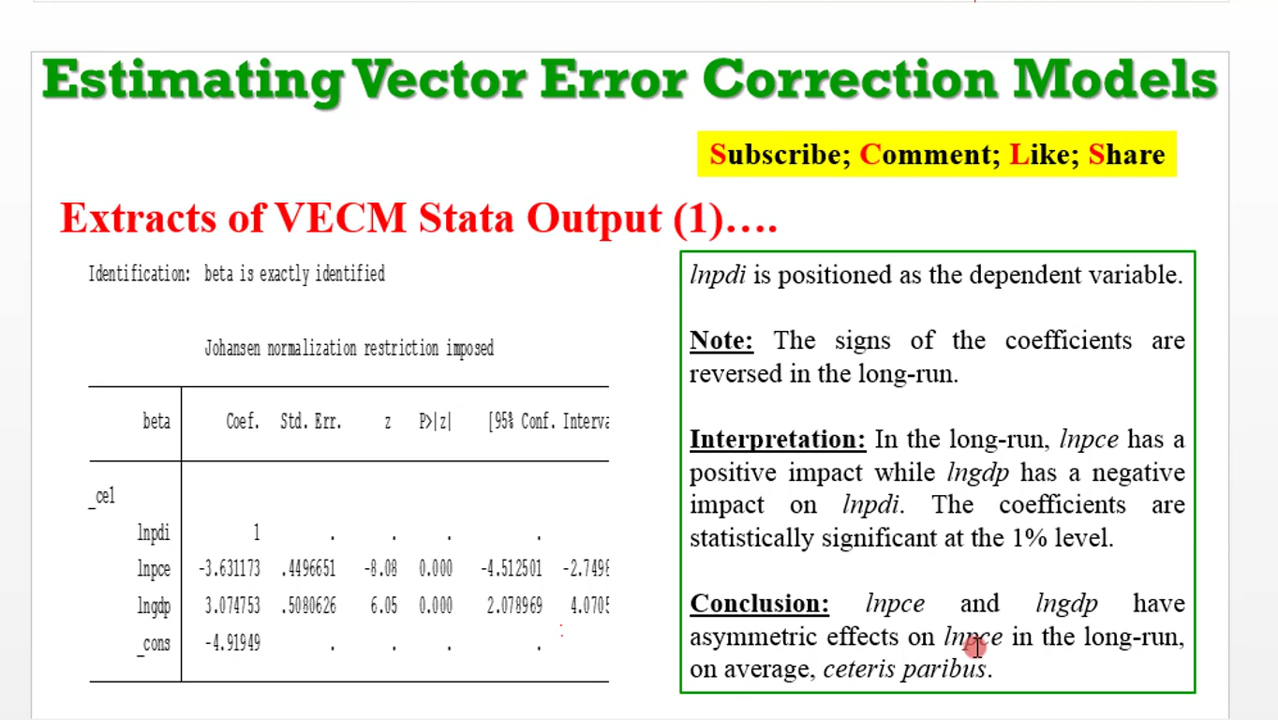 Estimating Vector Error Correction Models
Subscribe; Comment; Like; Share
Extracts of VECM Stata Output (1)….
Identification: beta is exactly identified
Johansen normalization restriction imposed
beta Coef. Std. Err. z P>|z| [95% Conf. Interva
_ce1
lnpdi 1 . . . .
lnpce -3.631173 .4496651 -8.08 0.000 -4.512501 -2.7498
lngdp 3.074753 .5080626 6.05 0.000 2.078969 4.0705
_cons -4.91949 . . . .
lnpdi is positioned as the dependent variable.
Note: The signs of the coefficients are
reversed in the long-run.
Interpretation: In the long-run, lnpce has a
positive impact while lngdp has a negative
impact on lnpdi. The coefficients are
statistically significant at the 1% level.
Conclusion: lnpce and lngdp have
asymmetric effects on lnpce in the long-run,
on average, ceteris paribus.